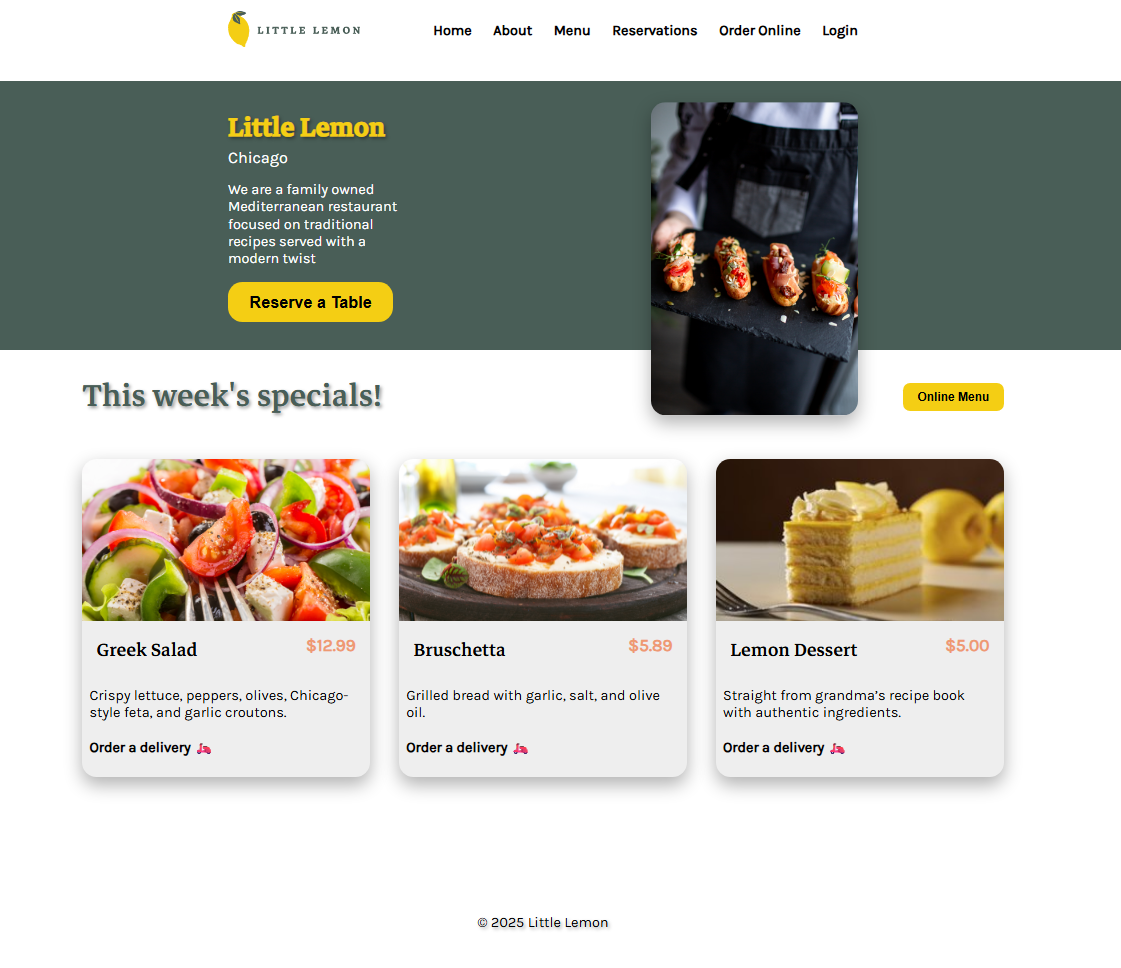 LITTLE LEMON
Home About Menu Reservations Order Online Login
Little Lemon
Chicago
We are a family owned
Mediterranean restaurant
focused on traditional
recipes served with a
modern twist
Reserve a Table
This week's specials!
Online Menu
Greek Salad $12.99
Crispy lettuce, peppers, olives, Chicago-
style feta, and garlic croutons.
Order a delivery 🛵
Bruschetta $5.89
Grilled bread with garlic, salt, and olive
oil.
Order a delivery 🛵
Lemon Dessert $5.00
Straight from grandma’s recipe book
with authentic ingredients.
Order a delivery 🛵
© 2025 Little Lemon